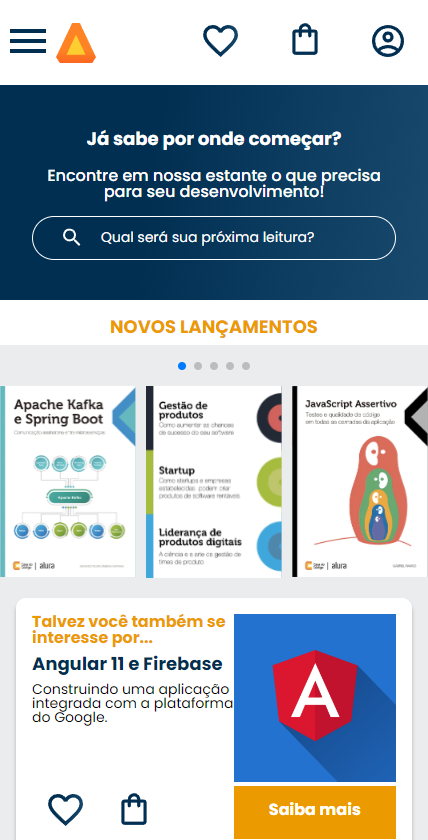 Já sabe por onde começar?
Encontre em nossa estante o que precisa
para seu desenvolvimento!
Qual será sua próxima leitura?
NOVOS LANÇAMENTOS
Apache Kafka
e Spring Boot
Apache Kafka
alura
Gestão de
produtos
Como aumentar as chances
de sucesso do seu software
Startup
Como startups e empresas
estabelecidas podem criar
produtos de software rentáveis
Liderança de
produtos digitais
A ciência e a arte da gestão de
times de produto
JavaScript Assertivo
Testes e qualidade de código
em todas as camadas da aplicação
alura
Talvez você também se
interesse por...
Angular 11 e Firebase
Construindo uma aplicação
integrada com a plataforma
do Google.
A
Saiba mais